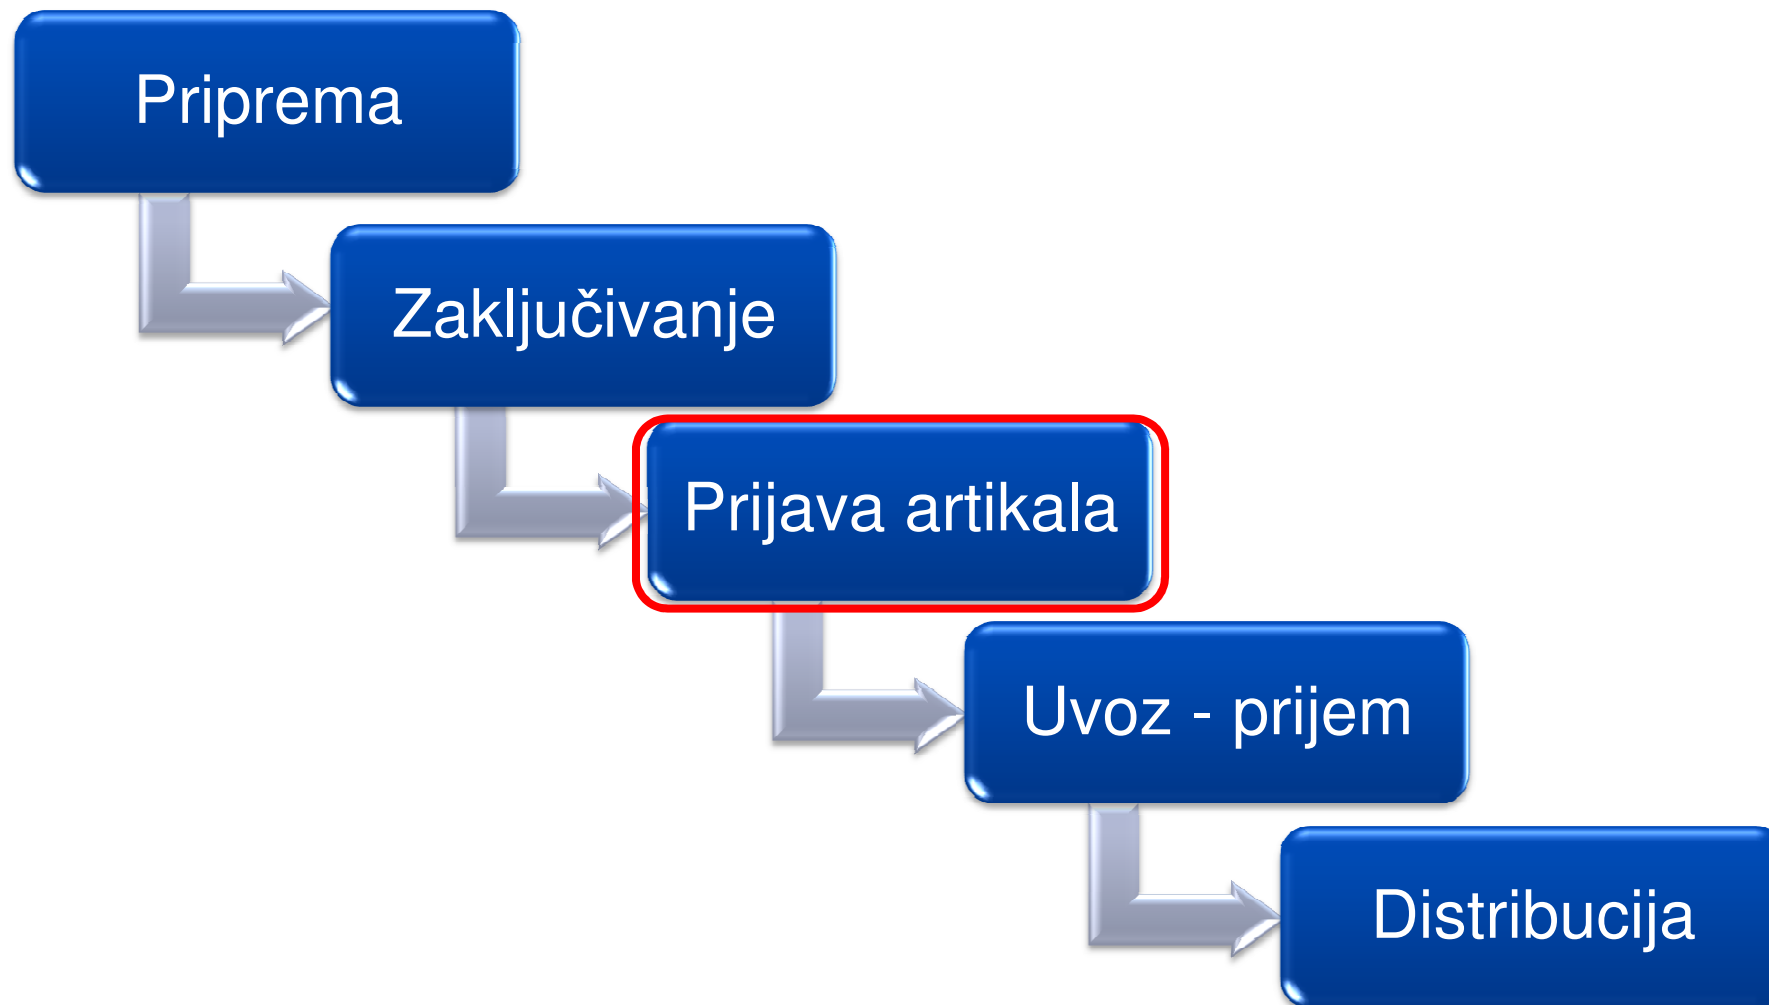 Priprema
Zaključivanje
Prijava artikala
Uvoz - prijem
Distribucija